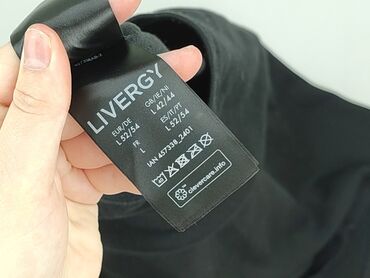 LIVERGY
EUR/DE
L 52/54
GB/IE/NI
L 42/44
FR
L
ES/IT/PT
L 52/54
IAN 457338_2401
clevercare.info